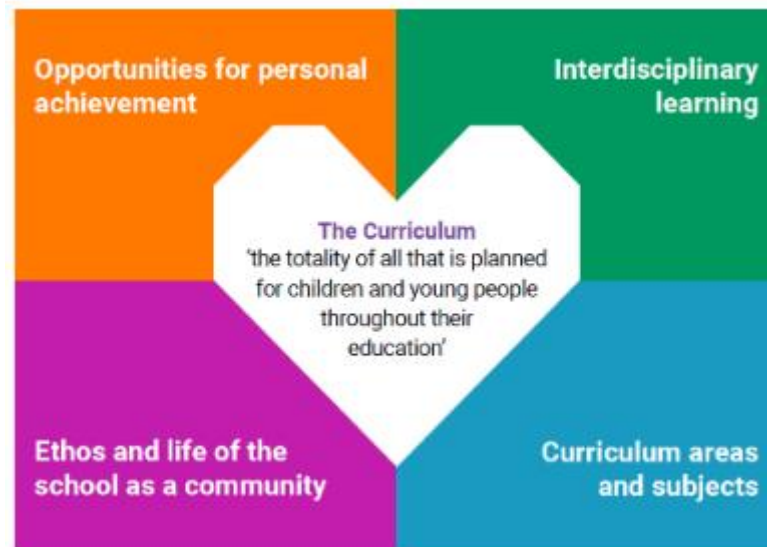 Opportunities for personal
achievement
Interdisciplinary
learning
The Curriculum
'the totality of all that is planned
for children and young people
throughout their
education'
Ethos and life of the
school as a community
Curriculum areas
and subjects